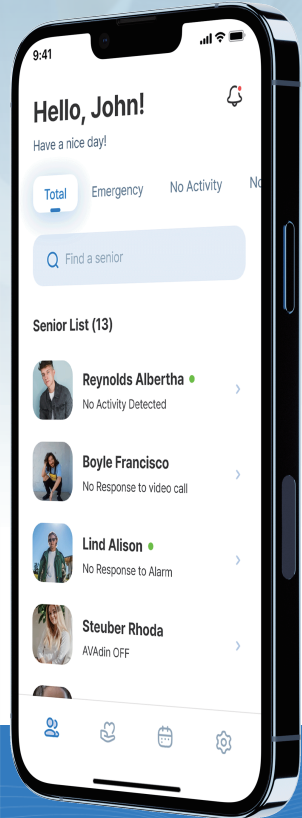 9:41
Hello, John!
Have a nice day!
Total Emergency No Activity No
Find a senior
Senior List (13)
Reynolds Albertha
No Activity Detected
Boyle Francisco
No Response to video call
Lind Alison
No Response to Alarm
Steuber Rhoda
AVAdin OFF